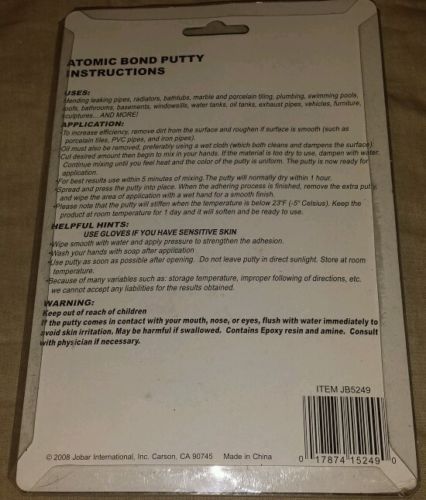 ATOMIC BOND PUTTY
INSTRUCTIONS
USES:
Mending leaking pipes, radiators, bathtubs, marble and porcelain tiling, plumbing, swimming pools,
roofs, bathrooms, basements, windowsills, water tanks, oil tanks, exhaust pipes, vehicles, furniture,
sculptures... AND MORE!
APPLICATION:
•To increase efficiency, remove dirt from the surface and roughen if surface is smooth (such as
porcelain tiles, PVC pipes, and iron pipes).
•Oil must also be removed, preferably using a wet cloth (which both cleans and dampens the surface).
•Cut desired amount then begin to mix in your hands. If the material is too dry to use, dampen with water.
Continue mixing until you feel heat and the color of the putty is uniform. The putty is now ready for
application.
•For best results use within 5 minutes of mixing. The putty will normally dry within 1 hour.
•Spread and press the putty into place. When the adhering process is finished, remove the extra putty
and wipe the area of application with a wet hand for a smooth finish.
•Please note that the putty will stiffen when the temperature is below 23°F (-5° Celsius). Keep the
product at room temperature for 1 day and it will soften and be ready to use.
HELPFUL HINTS:
USE GLOVES IF YOU HAVE SENSITIVE SKIN
•Wipe smooth with water and apply pressure to strengthen the adhesion.
•Wash your hands with soap after application
•Use putty as soon as possible after opening. Do not leave putty in direct sunlight. Store at room
temperature.
•Because of many variables such as: storage temperature, improper following of directions, etc.
we cannot accept any liabilities for the results obtained.
WARNING:
Keep out of reach of children
If the putty comes in contact with your mouth, nose, or eyes, flush with water immediately to
avoid skin irritation. May be harmful if swallowed. Contains Epoxy resin and amine. Consult
with physician if necessary.
ITEM JB5249
0 17874 15249 0
© 2008 Jobar International, Inc. Carson, CA 90745 Made in China